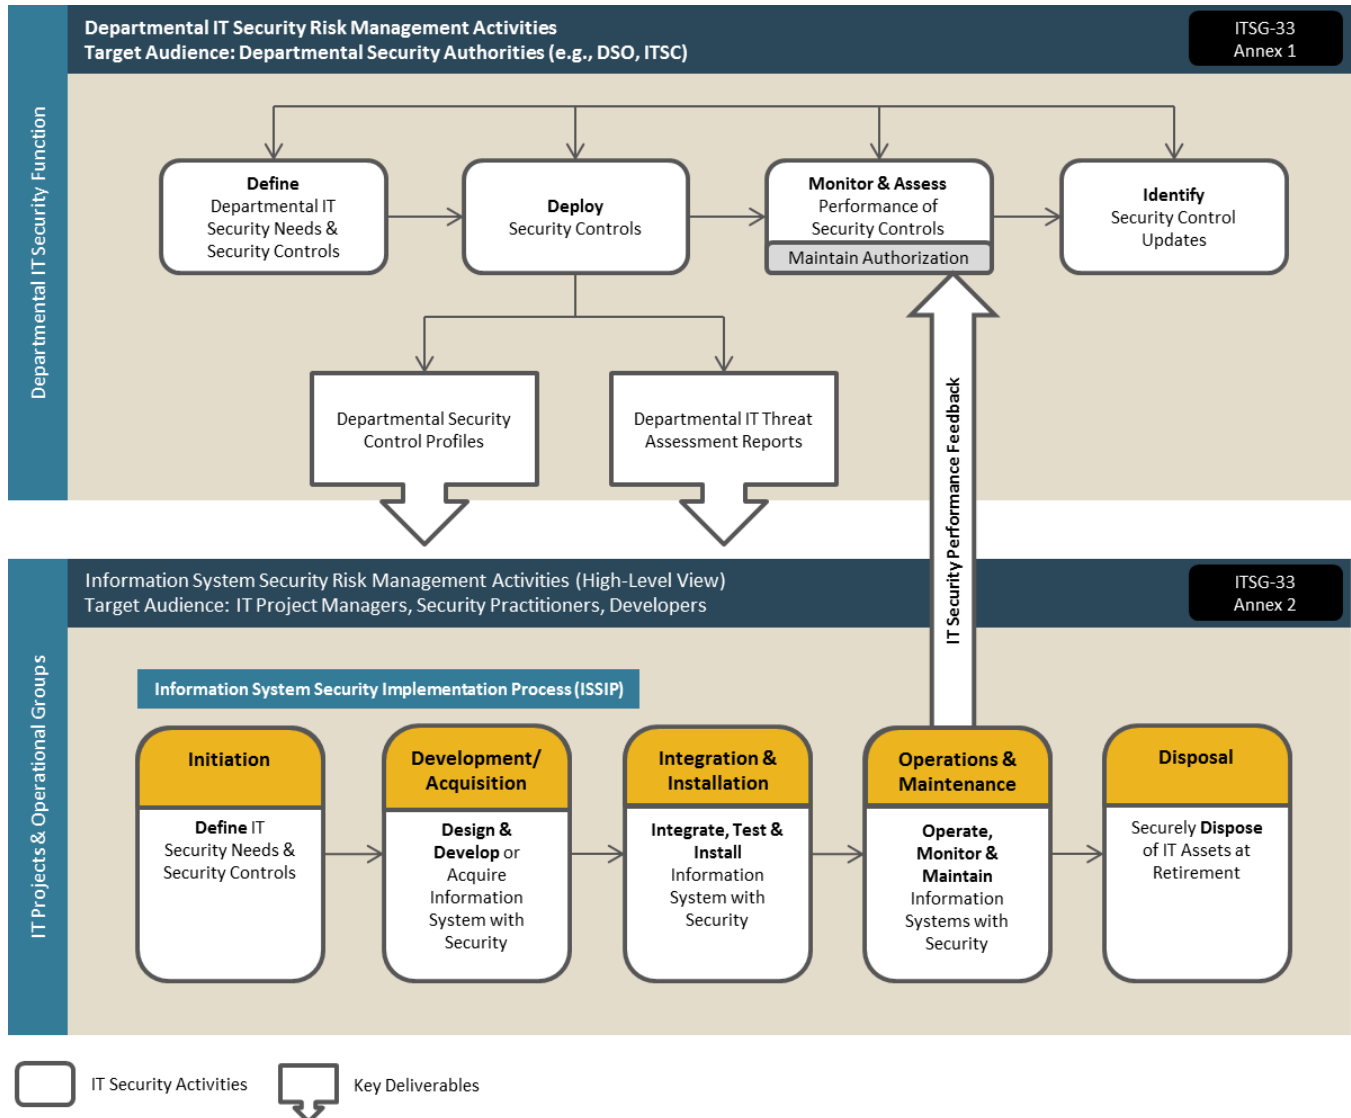 Departmental IT Security Risk Management Activities
Target Audience: Departmental Security Authorities (e.g., DSO, ITSC)
ITSG-33
Annex 1
Departmental IT Security Function
Define
Departmental IT
Security Needs &
Security Controls
Deploy
Security Controls
Monitor & Assess
Performance of
Security Controls
Maintain Authorization
Identify
Security Control
Updates
Departmental Security
Control Profiles
Departmental IT Threat
Assessment Reports
IT Security Performance Feedback
Information System Security Risk Management Activities (High-Level View)
Target Audience: IT Project Managers, Security Practitioners, Developers
ITSG-33
Annex 2
IT Projects & Operational Groups
Information System Security Implementation Process (ISSIP)
Initiation
Define IT
Security Needs &
Security Controls
Development/
Acquisition
Design &
Develop or
Acquire
Information
System with
Security
Integration &
Installation
Integrate, Test &
Install
Information
System with
Security
Operations &
Maintenance
Operate,
Monitor &
Maintain
Information
Systems with
Security
Disposal
Securely Dispose
of IT Assets at
Retirement
IT Security Activities
Key Deliverables